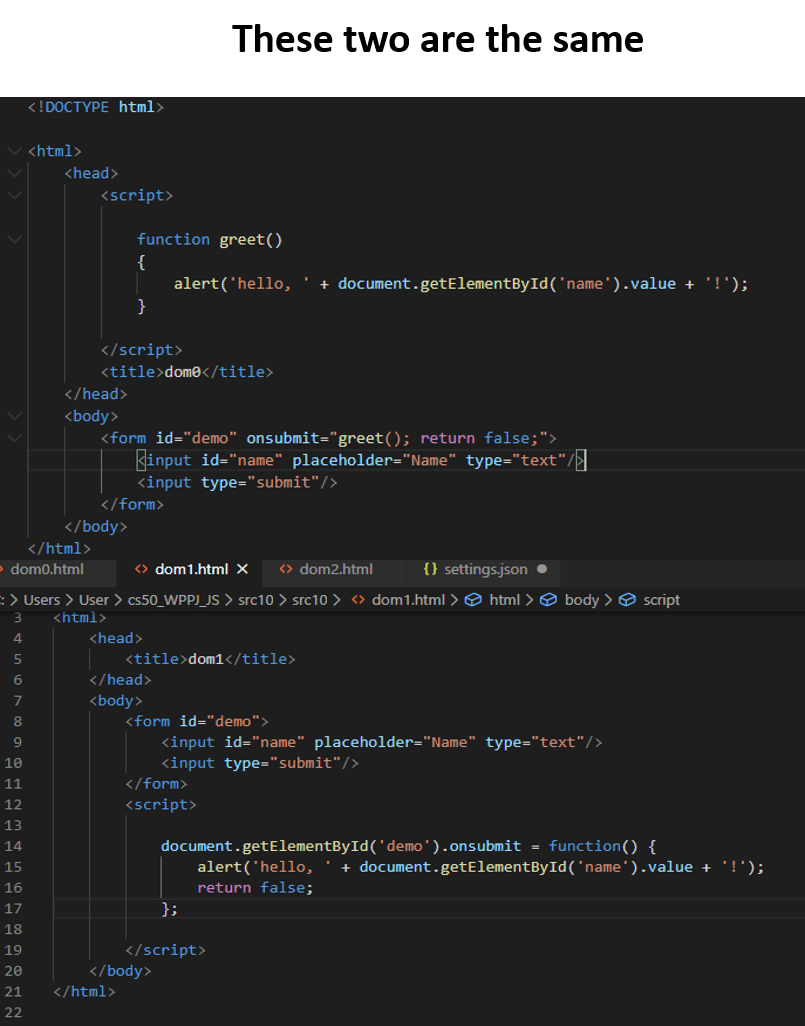 These two are the same
<!DOCTYPE html>
<html>
<head>
<script>
function greet()
{
alert('hello, ' + document.getElementById('name').value + '!');
}
</script>
<title>dom0</title>
</head>
<body>
<form id="demo" onsubmit="greet(); return false;">
<input id="name" placeholder="Name" type="text"/>
<input type="submit"/>
</form>
</body>
</html>
dom0.html <> dom1.html × <> dom2.html {} settings.json ●
: > Users > User > cs50_WPPJ_JS > src10 > src10 > <> dom1.html > html > body > script
3 <html>
4 <head>
5 <title>dom1</title>
6 </head>
7 <body>
8 <form id="demo">
9 <input id="name" placeholder="Name" type="text"/>
10 <input type="submit"/>
11 </form>
12 <script>
13
14 document.getElementById('demo').onsubmit = function() {
15 alert('hello, ' + document.getElementById('name').value + '!');
16 return false;
17 };
18
19 </script>
20 </body>
21 </html>
22